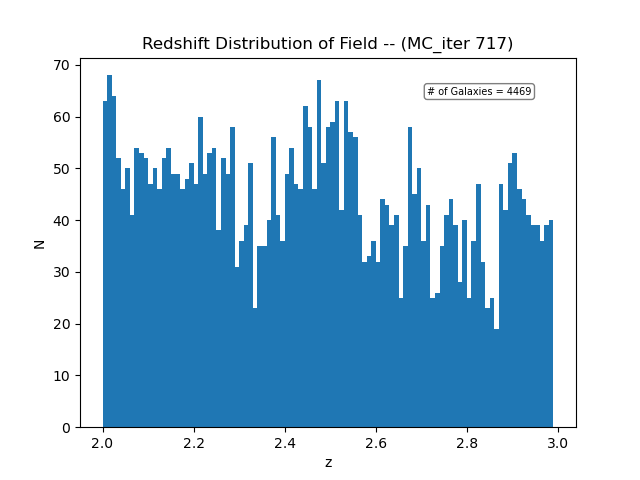 Redshift Distribution of Field -- (MC_iter 717)
# of Galaxies = 4469
70
60
50
40
30
20
10
0
N
2.0 2.2 2.4 2.6 2.8 3.0
z